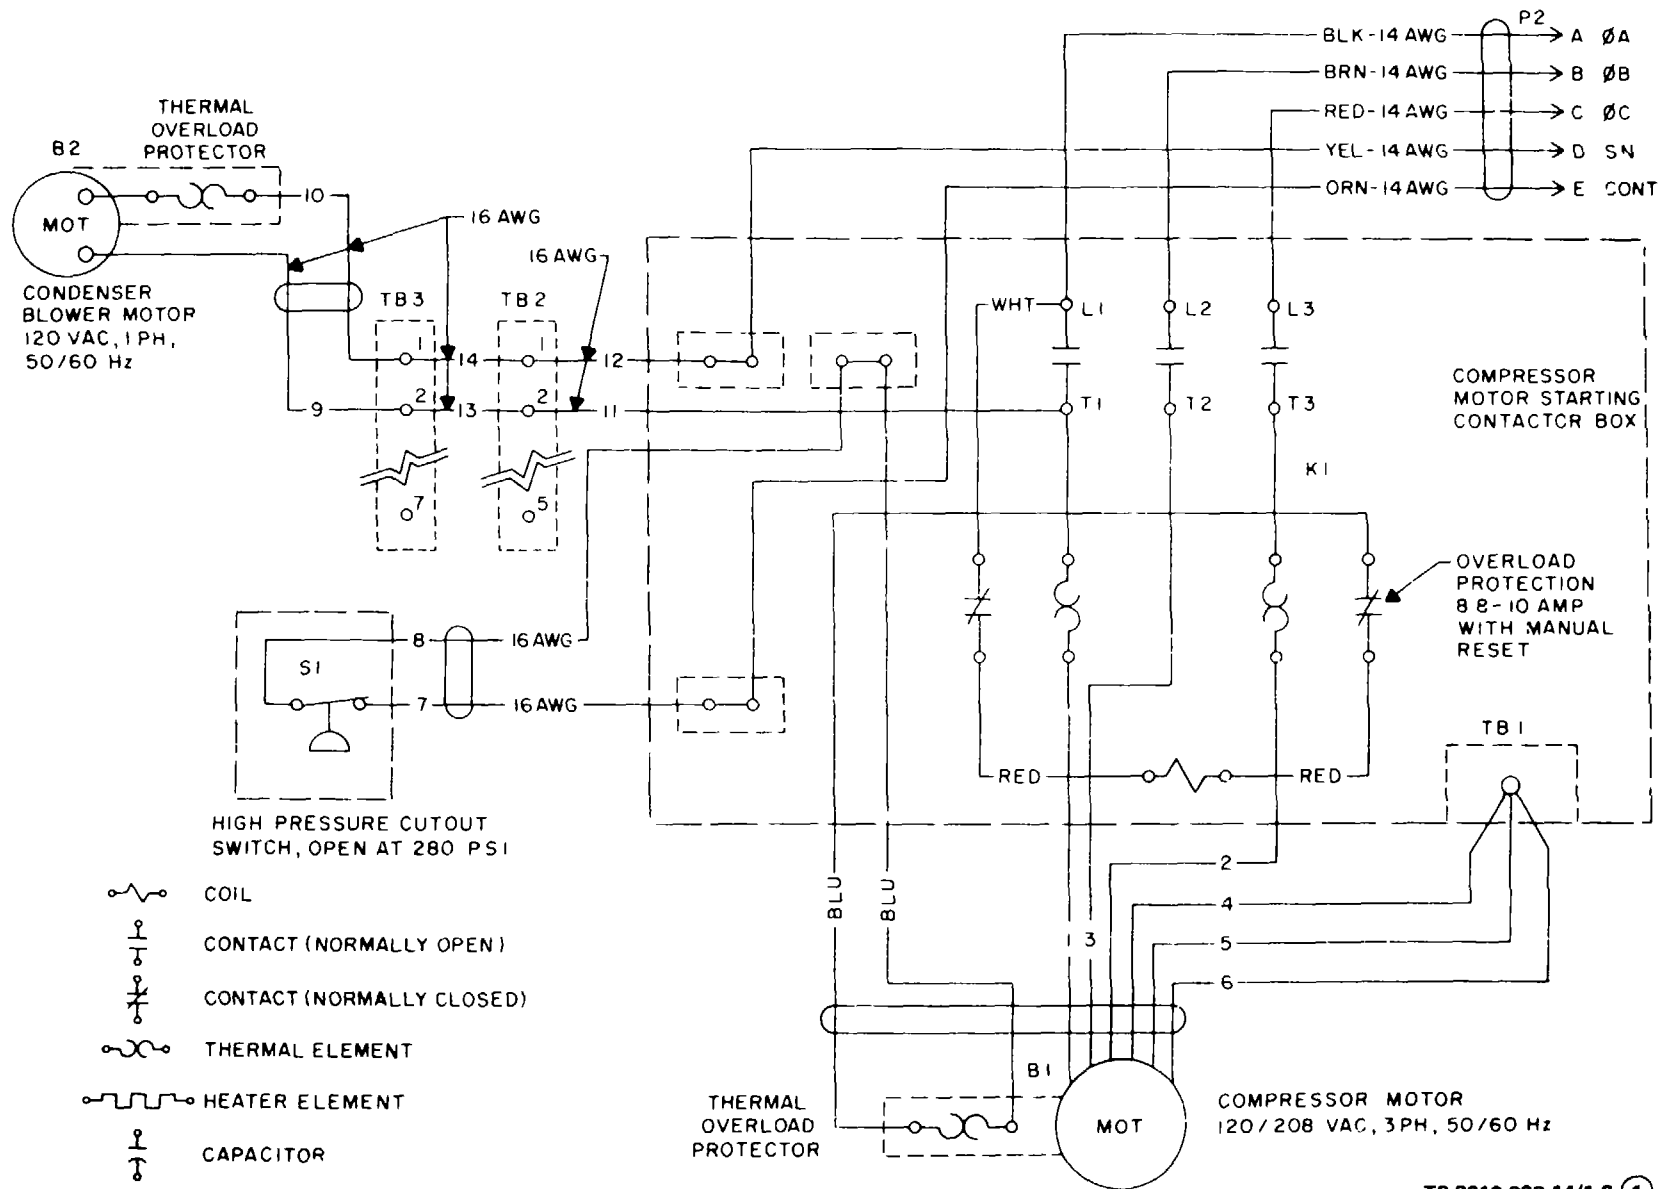 BLK-14 AWG
P2
A ØA
BRN-14 AWG
B ØB
RED-14 AWG
C ØC
YEL-14 AWG
D SN
ORN-14 AWG
E CONT
THERMAL
OVERLOAD
PROTECTOR
B2
MOT
10
16 AWG
16 AWG
CONDENSER
BLOWER MOTOR
120 VAC, 1 PH,
50/60 Hz
TB3
TB2
1
14
1
12
9
2
13
2
11
7
5
WHT
L1
L2
L3
T1
T2
T3
K1
COMPRESSOR
MOTOR STARTING
CONTACTCR BOX
OVERLOAD
PROTECTION
8 8-10 AMP
WITH MANUAL
RESET
S1
8
16 AWG
7
16 AWG
HIGH PRESSURE CUTOUT
SWITCH, OPEN AT 280 PSI
RED
RED
TB1
BLU
BLU
2
4
3
5
6
COIL
CONTACT (NORMALLY OPEN)
CONTACT (NORMALLY CLOSED)
THERMAL ELEMENT
HEATER ELEMENT
CAPACITOR
THERMAL
OVERLOAD
PROTECTOR
B1
MOT
COMPRESSOR MOTOR
120/208 VAC, 3 PH, 50/60 Hz